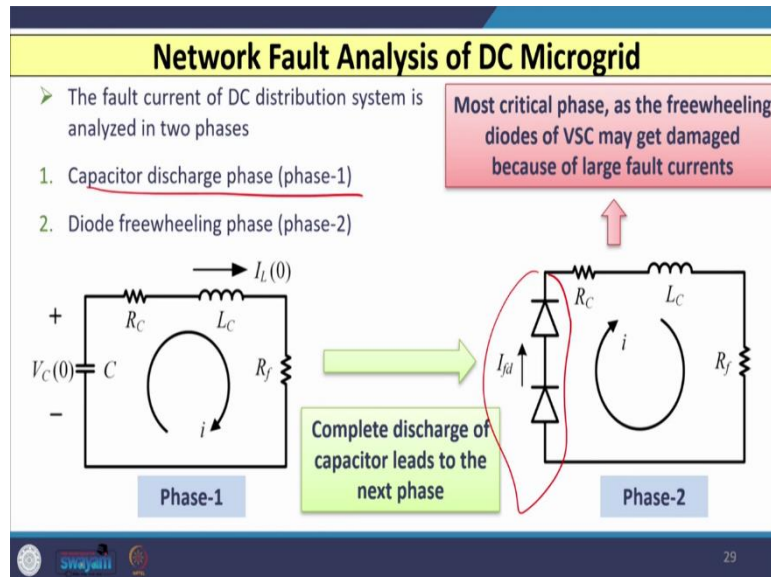 Network Fault Analysis of DC Microgrid
➤ The fault current of DC distribution system is
analyzed in two phases
1. Capacitor discharge phase (phase-1)
2. Diode freewheeling phase (phase-2)
Most critical phase, as the freewheeling
diodes of VSC may get damaged
because of large fault currents
I_L(0)
+
R_C
L_C
V_C(0)
C
R_f
−
i
Phase-1
Complete discharge of
capacitor leads to the
next phase
R_C
L_C
I_fd
i
R_f
Phase-2
swayam
29